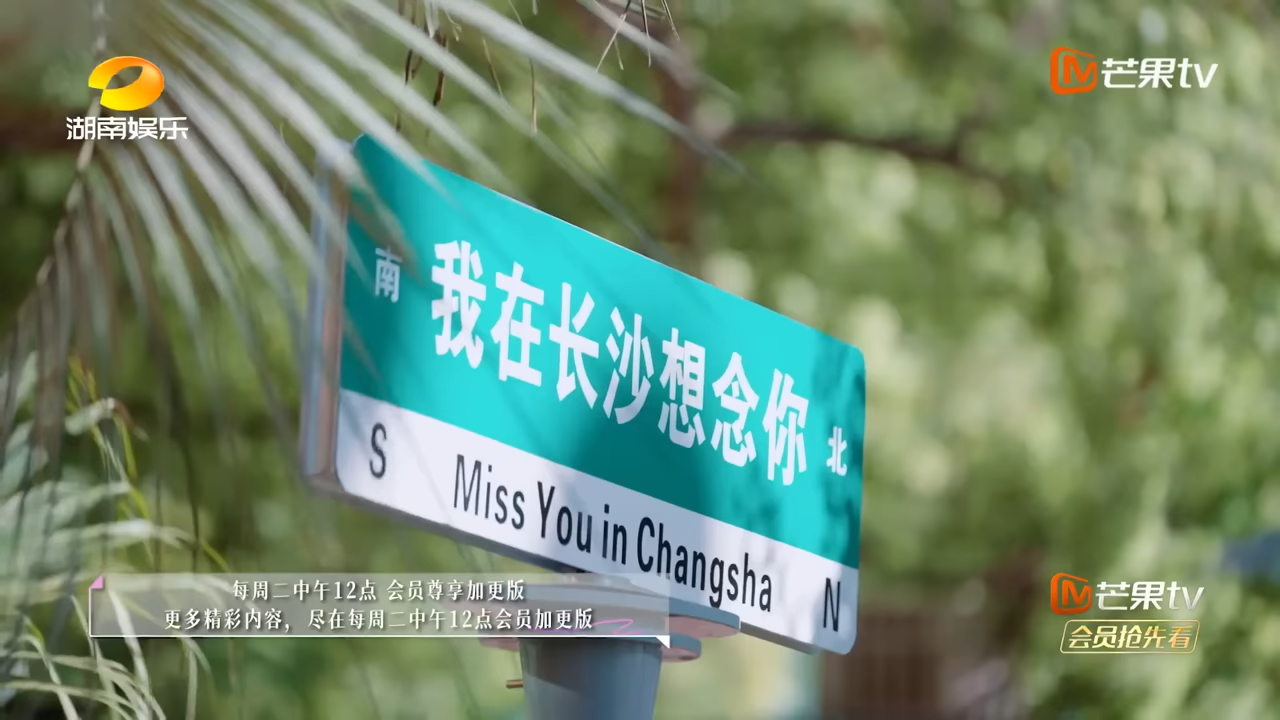 湖南娱乐
芒果tv
南 我在长沙想念你 北
S Miss You in Changsha N
每周二中午12点 会员尊享加更版
更多精彩内容，尽在每周二中午12点会员加更版
芒果tv
会员抢先看